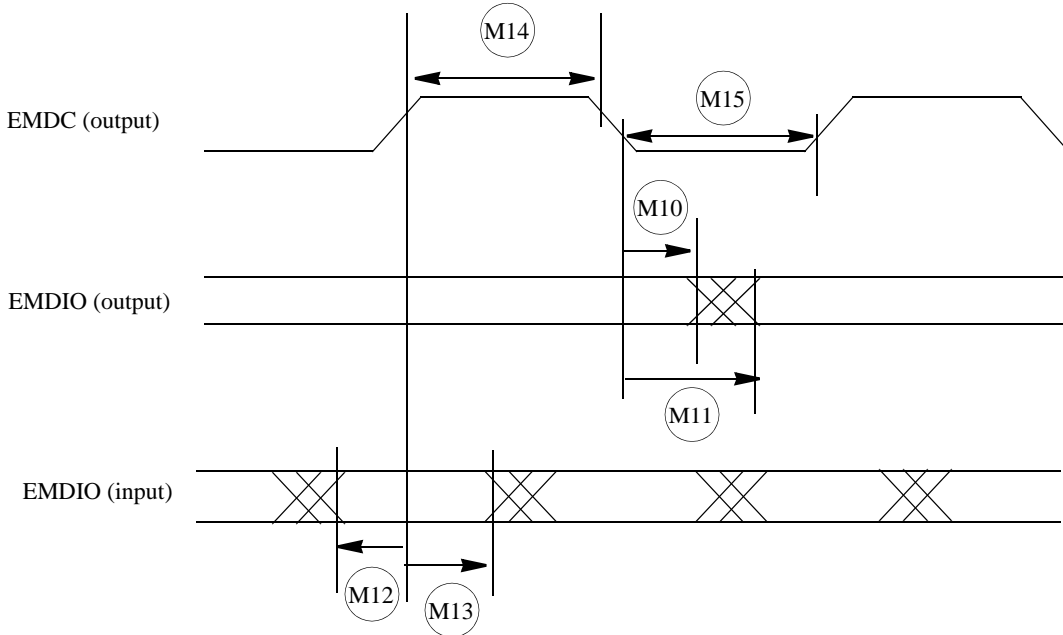 M14
M15
EMDC (output)
M10
EMDIO (output)
M11
EMDIO (input)
M12
M13